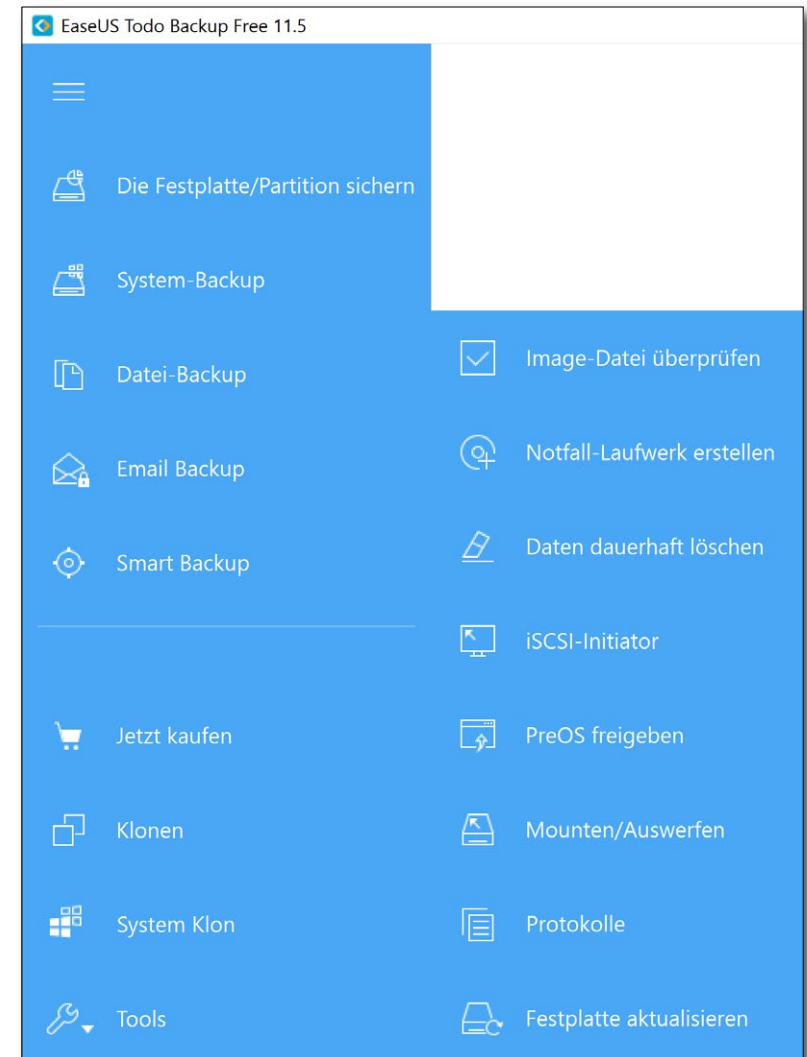 EaseUS Todo Backup Free 11.5
Die Festplatte/Partition sichern
System-Backup
Datei-Backup
Email Backup
Smart Backup
Jetzt kaufen
Klonen
System Klon
Tools
Image-Datei überprüfen
Notfall-Laufwerk erstellen
Daten dauerhaft löschen
iSCSI-Initiator
PreOS freigeben
Mounten/Auswerfen
Protokolle
Festplatte aktualisieren